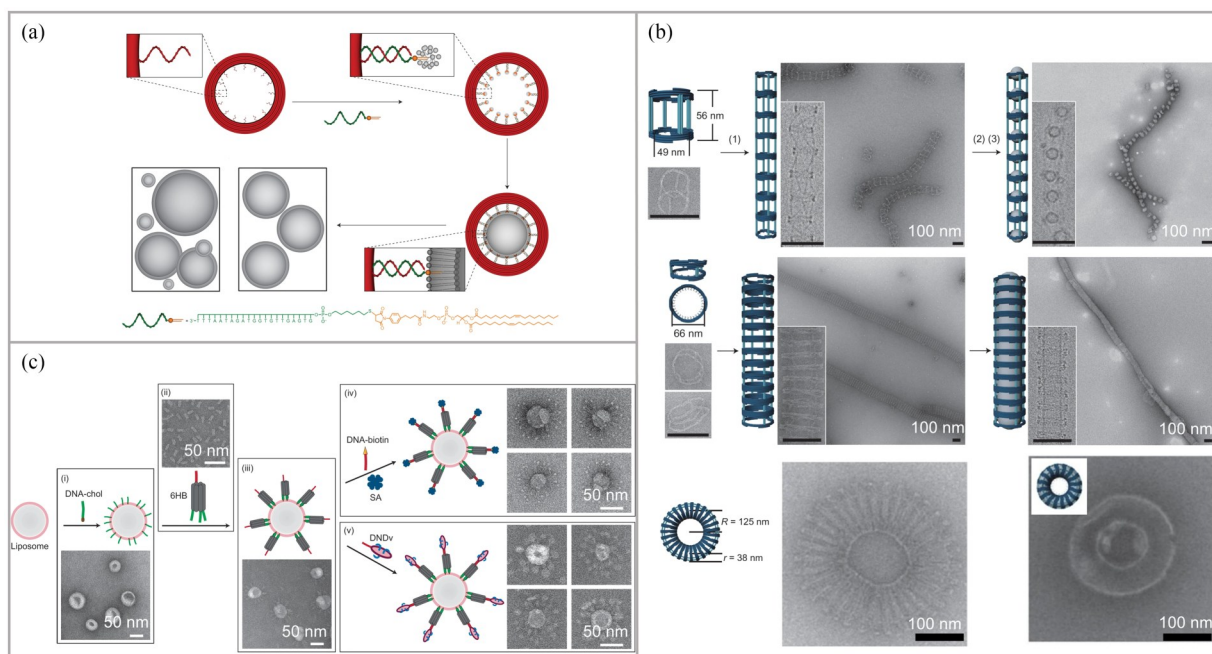 (a)
3'-TTTAATAGATTGGTGTTTGAGTG
S
(b)
56 nm
49 nm
(1)
100 nm
(2) (3)
100 nm
66 nm
100 nm
100 nm
R = 125 nm
r = 38 nm
100 nm
100 nm
(c)
(i)
DNA-chol
Liposome
50 nm
(ii)
50 nm
6HB
(iii)
50 nm
(iv)
DNA-biotin
SA
50 nm
(v)
DNDv
50 nm